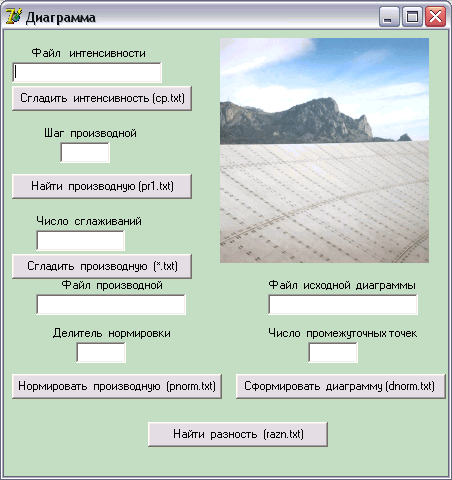 Диаграмма
Файл интенсивности
Сгладить интенсивность (cp.txt)
Шаг производной
Найти производную (pr1.txt)
Число сглаживаний
Сгладить производную (*.txt)
Файл производной
Файл исходной диаграммы
Делитель нормировки
Число промежуточных точек
Нормировать производную (pnorm.txt)
Сформировать диаграмму (dnorm.txt)
Найти разность (razn.txt)